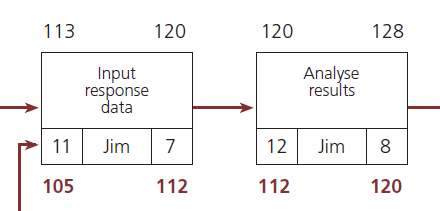 113 120 120 128
Input
response
data
Analyse
results
11 Jim 7 12 Jim 8
105 112 112 120